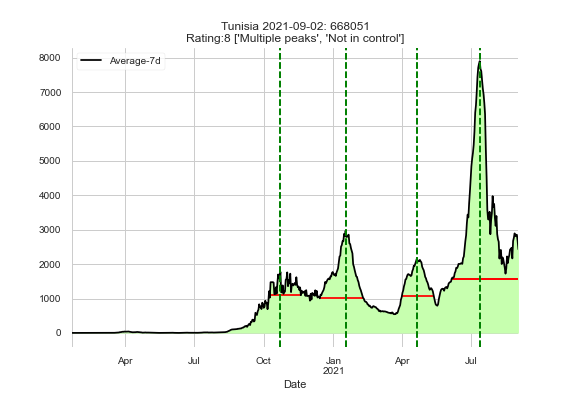 Tunisia 2021-09-02: 668051
Rating:8 ['Multiple peaks', 'Not in control']
Average-7d
8000
7000
6000
5000
4000
3000
2000
1000
0
Apr Jul Oct Jan Apr Jul
2021
Date